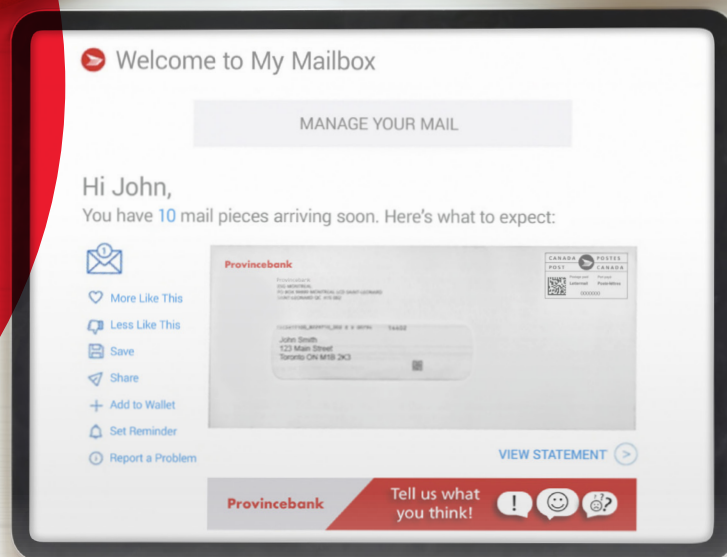 Welcome to My Mailbox
MANAGE YOUR MAIL
Hi John,
You have 10 mail pieces arriving soon. Here's what to expect:
1
More Like This
Less Like This
Save
Share
Add to Wallet
Set Reminder
Report a Problem
Provincebank
Provincebank
CANADA POSTES
POST CANADA
Lettermail
John Smith
123 Main Street
Toronto ON M1B 2K3
VIEW STATEMENT >
Provincebank
Tell us what
you think!
! ??